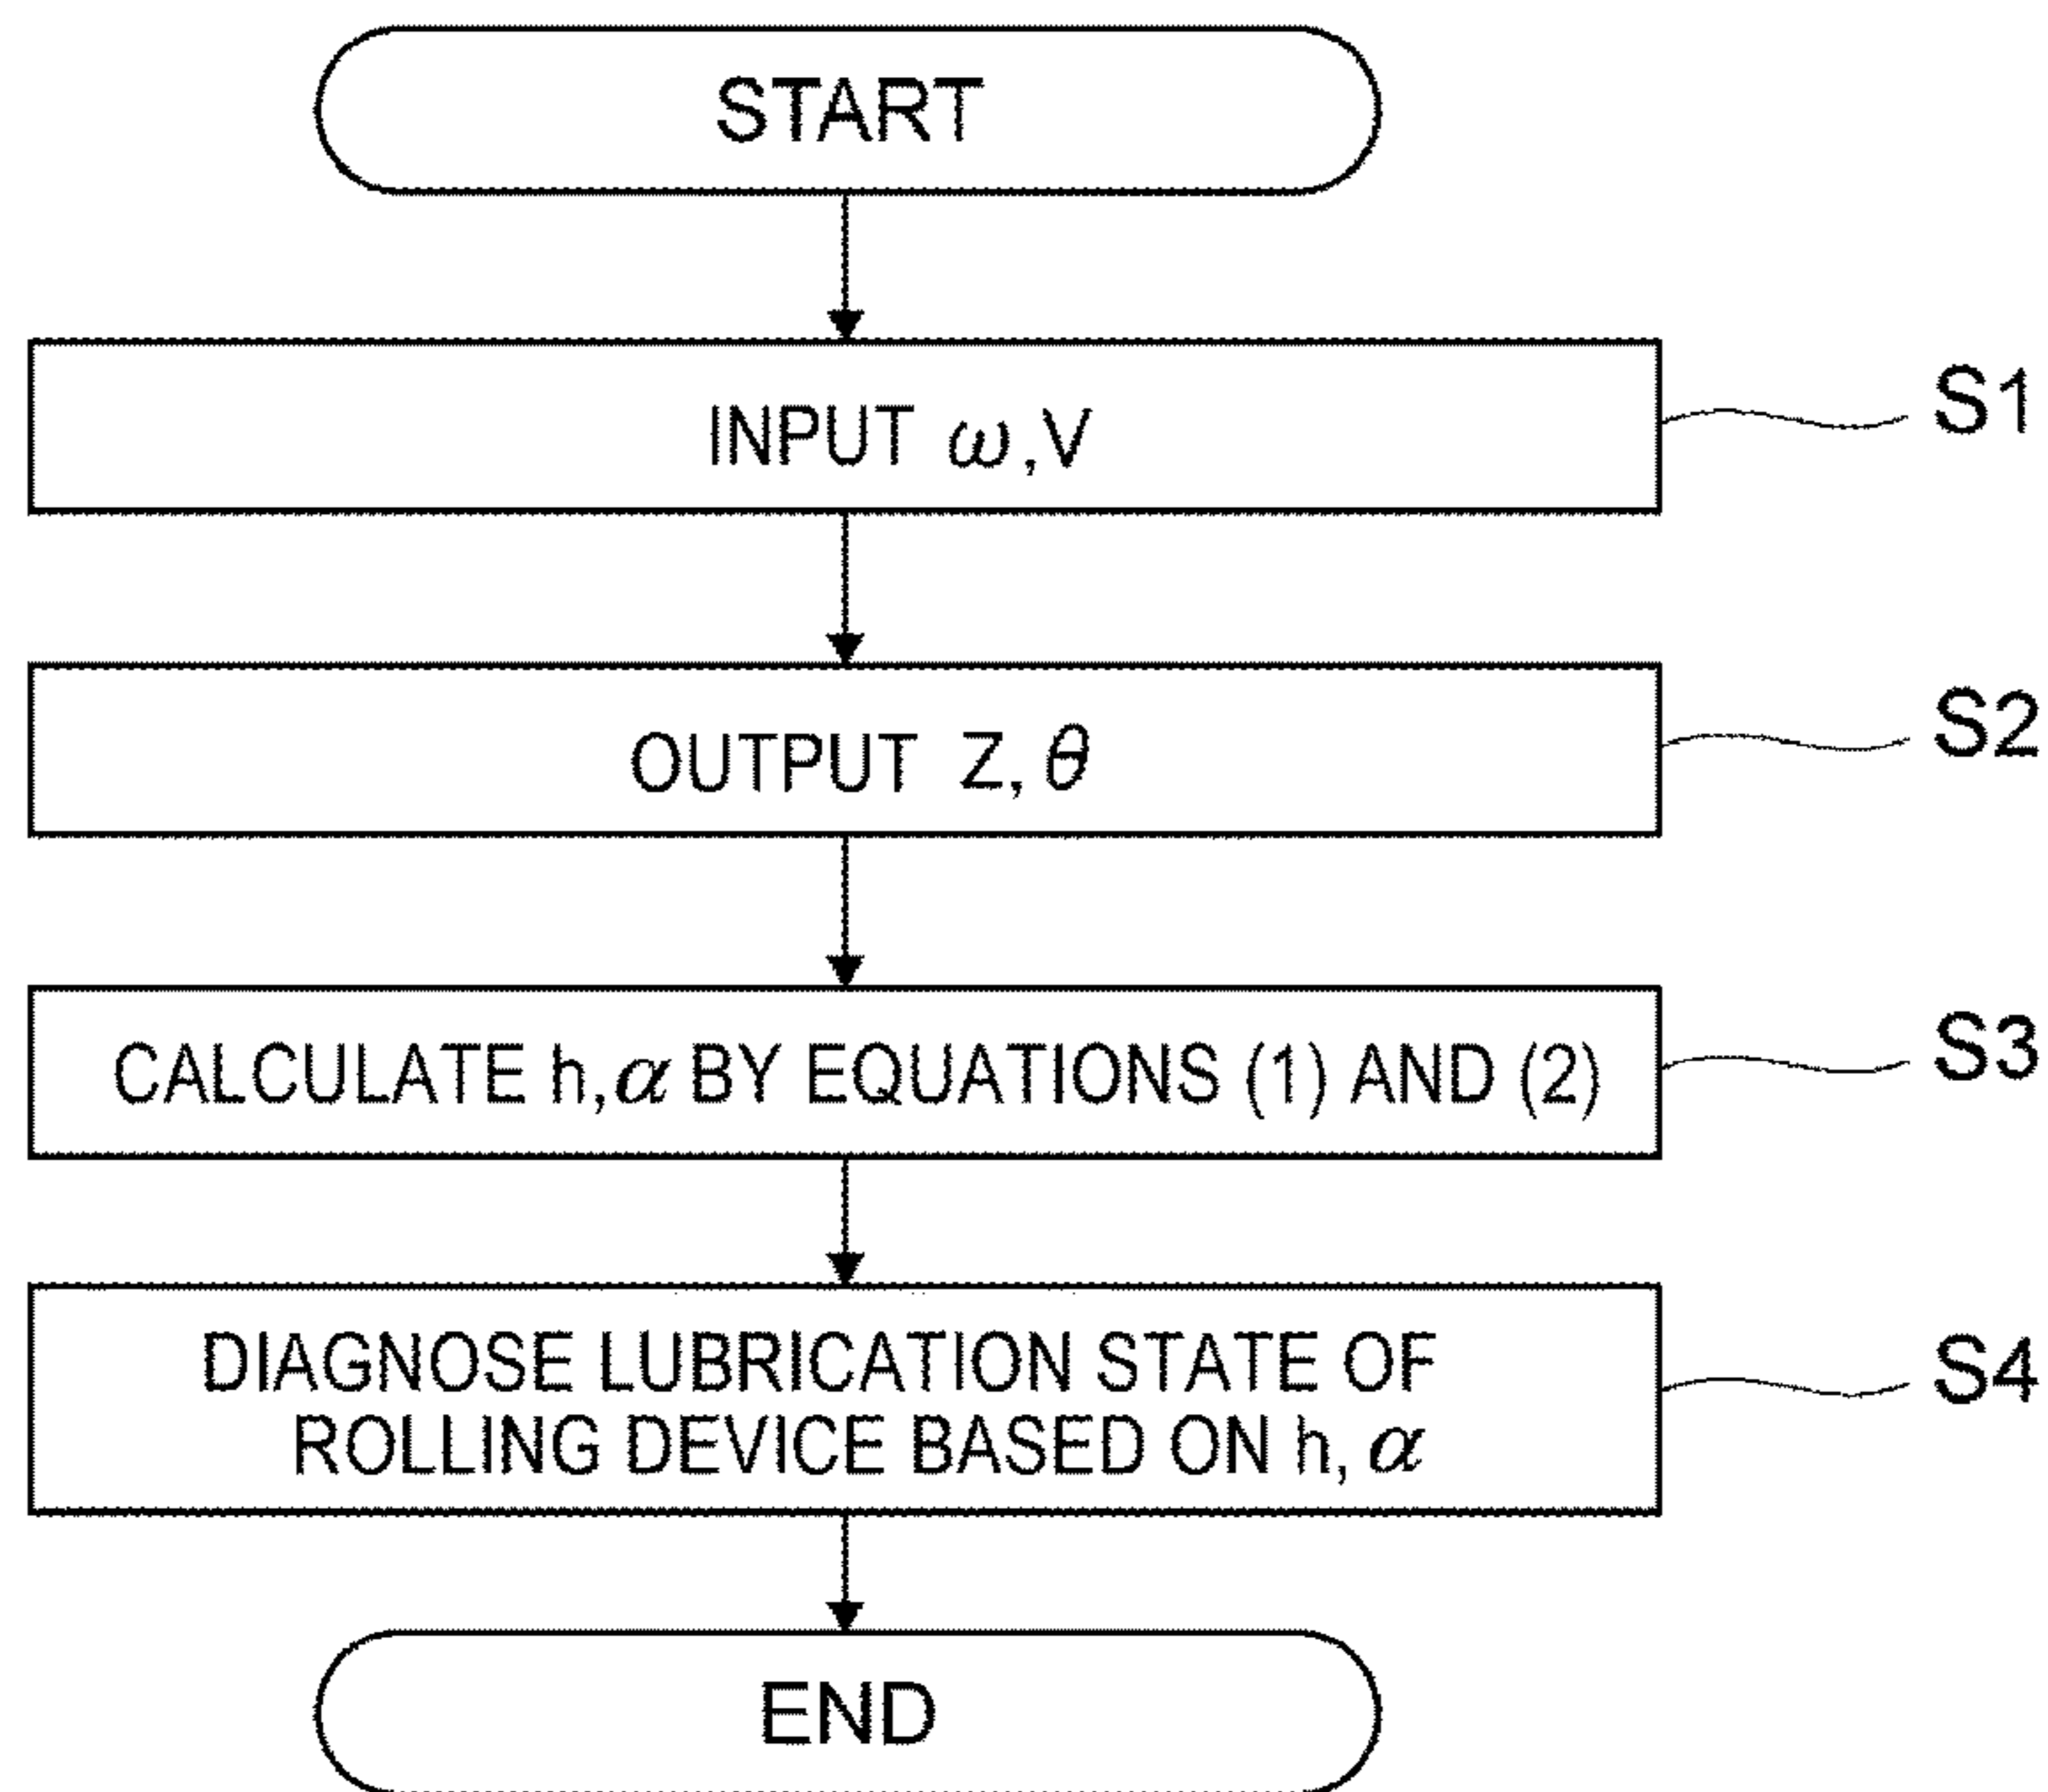 START
INPUT ω,V
S1
OUTPUT Z, θ
S2
CALCULATE h,α BY EQUATIONS (1) AND (2)
S3
DIAGNOSE LUBRICATION STATE OF
ROLLING DEVICE BASED ON h, α
S4
END